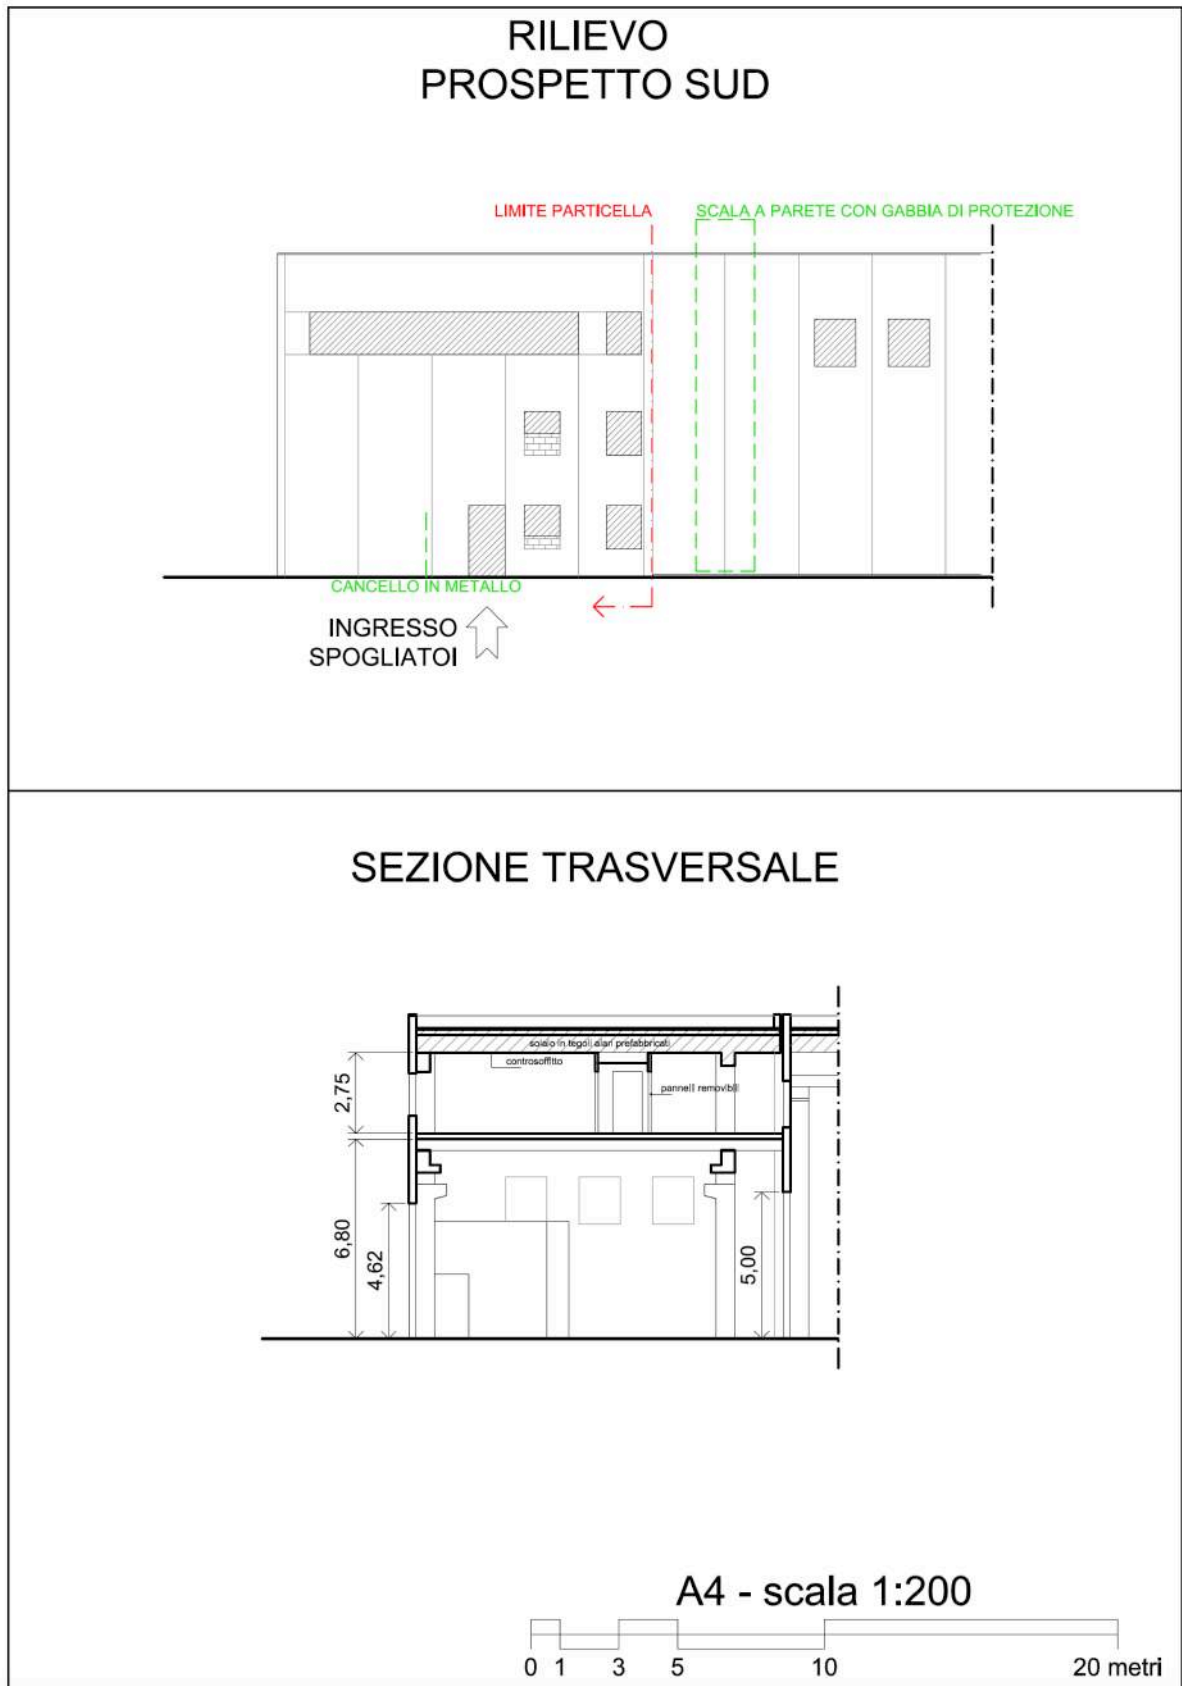 RILIEVO
PROSPETTO SUD
LIMITE PARTICELLA
SCALA A PARETE CON GABBIA DI PROTEZIONE
CANCELLO IN METALLO
INGRESSO
SPOGLIATOI
SEZIONE TRASVERSALE
solaio in tegoli alari prefabbricati
controsoffitto
pannelli removibili
2,75
6,80
4,62
5,00
A4 - scala 1:200
0 1 3 5 10 20 metri